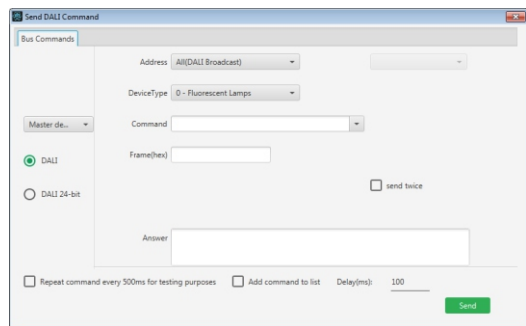 Send DALI Command
Bus Commands
Address All(DALI Broadcast)
DeviceType 0 - Fluorescent Lamps
Master de... Command
DALI Frame(hex)
send twice
DALI 24-bit
Answer
Repeat command every 500ms for testing purposes Add command to list Delay(ms): 100
Send